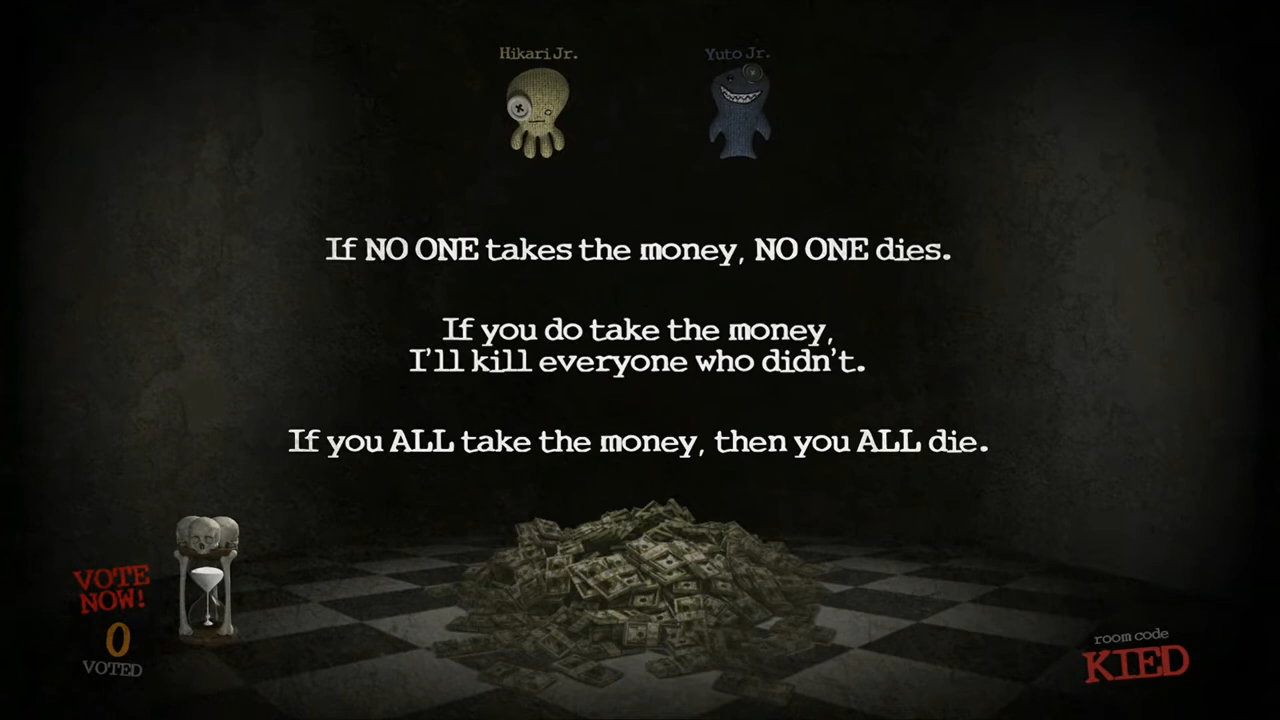 Hikari Jr.
Yuto Jr.
If NO ONE takes the money, NO ONE dies.
If you do take the money,
I'll kill everyone who didn't.
If you ALL take the money, then you ALL die.
VOTE
NOW!
0
VOTED
room code
KIED